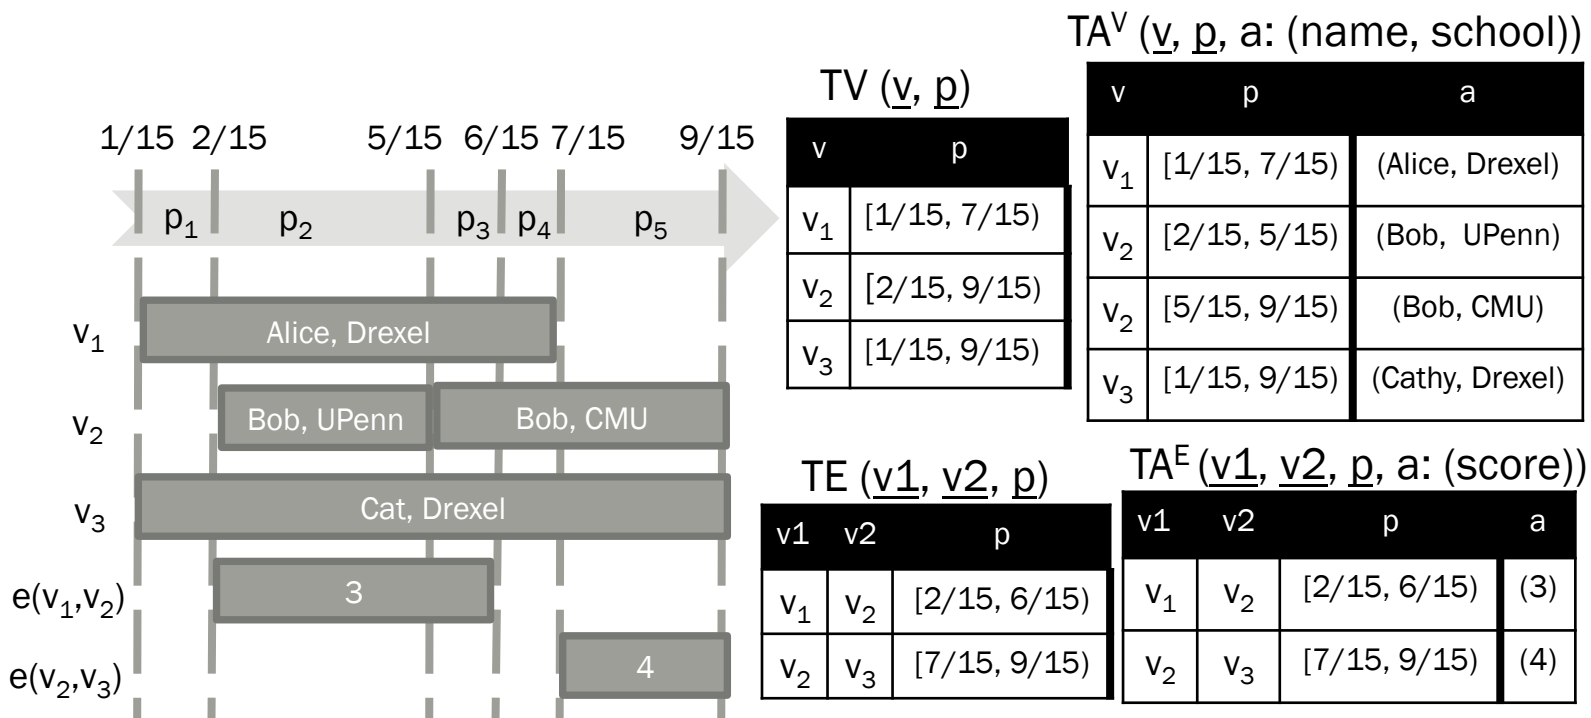 1/15 2/15 5/15 6/15 7/15 9/15
p1 p2 p3 p4 p5
v1 Alice, Drexel
v2 Bob, UPenn Bob, CMU
v3 Cat, Drexel
e(v1,v2) 3
e(v2,v3) 4
TV (v, p)
v p
v1 [1/15, 7/15)
v2 [2/15, 9/15)
v3 [1/15, 9/15)
TAV (v, p, a: (name, school))
v p a
v1 [1/15, 7/15) (Alice, Drexel)
v2 [2/15, 5/15) (Bob, UPenn)
v2 [5/15, 9/15) (Bob, CMU)
v3 [1/15, 9/15) (Cathy, Drexel)
TE (v1, v2, p)
v1 v2 p
v1 v2 [2/15, 6/15)
v2 v3 [7/15, 9/15)
TAE (v1, v2, p, a: (score))
v1 v2 p a
v1 v2 [2/15, 6/15) (3)
v2 v3 [7/15, 9/15) (4)